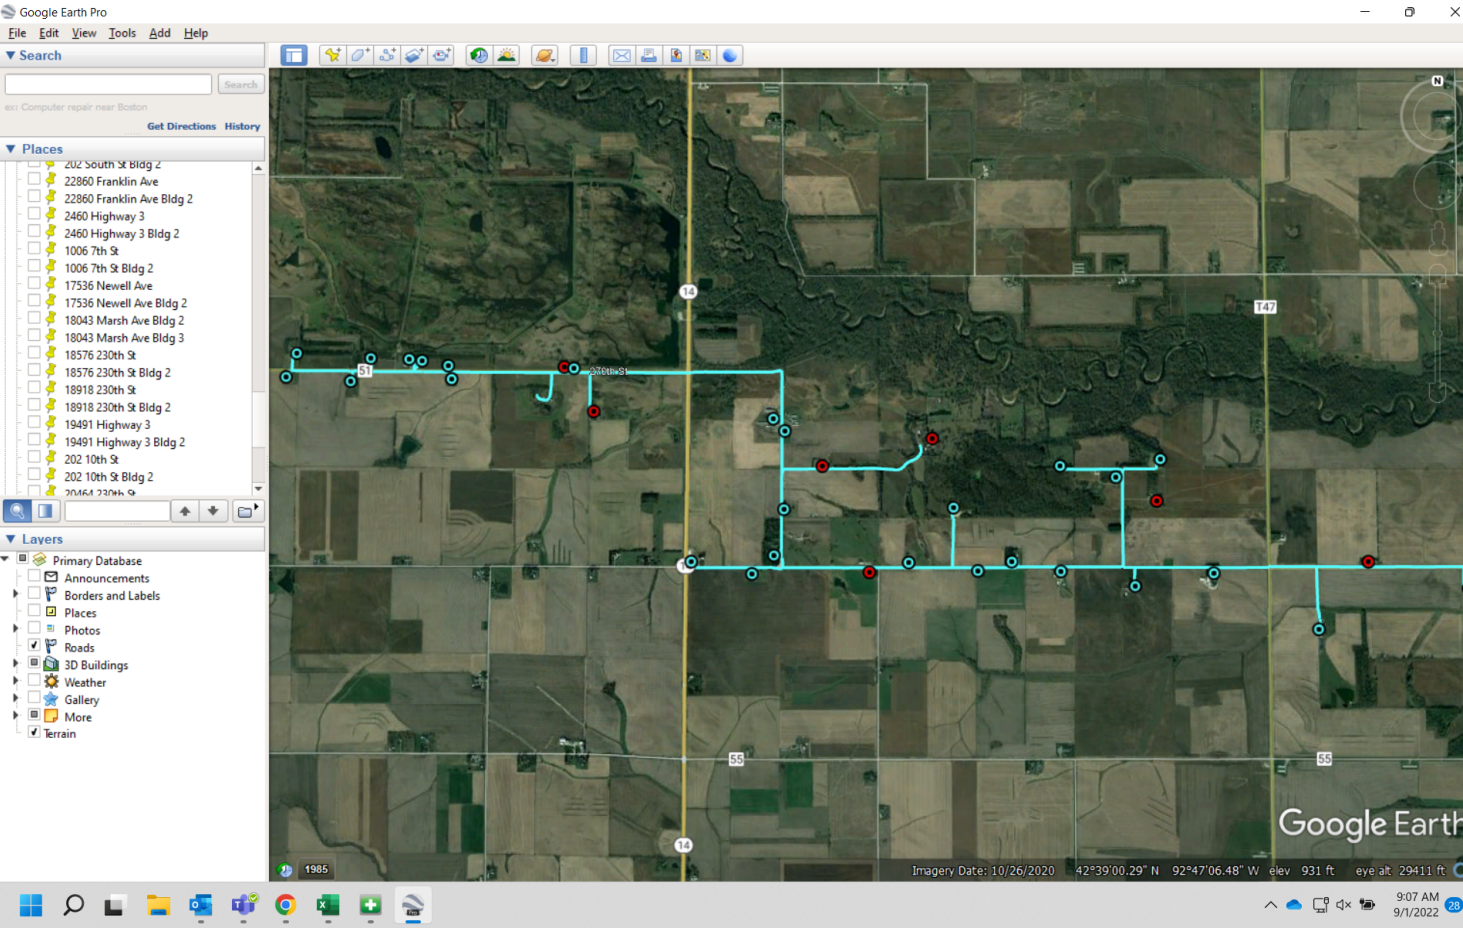 Google Earth Pro
File Edit View Tools Add Help
Search
Search
ex: Computer repair near Boston
Get Directions History
Places
202 South St Bldg 2
22860 Franklin Ave
22860 Franklin Ave Bldg 2
2460 Highway 3
2460 Highway 3 Bldg 2
1006 7th St
1006 7th St Bldg 2
17536 Newell Ave
17536 Newell Ave Bldg 2
18043 Marsh Ave Bldg 2
18043 Marsh Ave Bldg 3
18576 230th St
18576 230th St Bldg 2
18918 230th St
18918 230th St Bldg 2
19491 Highway 3
19491 Highway 3 Bldg 2
202 10th St
202 10th St Bldg 2
20464 230th St
Layers
Primary Database
Announcements
Borders and Labels
Places
Photos
Roads
3D Buildings
Weather
Gallery
More
Terrain
N
14
T47
51
270th St
55
55
14
Google Earth
1985
Imagery Date: 10/26/2020 42°39'00.29" N 92°47'06.48" W elev 931 ft eye alt 29411 ft
Pro
9:07 AM
9/1/2022
28